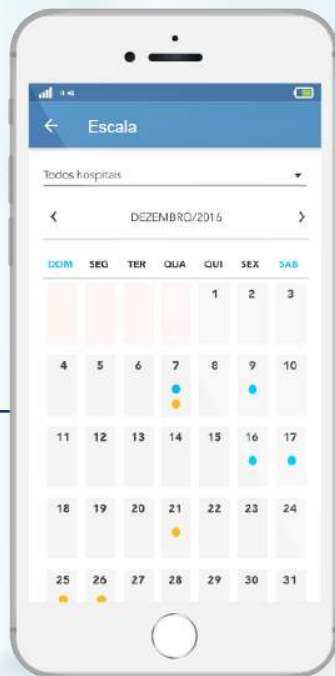 Escala
Todos hospitais
DEZEMBRO/2016
DOM SEG TER QUA QUI SEX SAB
1 2 3
4 5 6 7 8 9 10
11 12 13 14 15 16 17
18 19 20 21 22 23 24
25 26 27 28 29 30 31